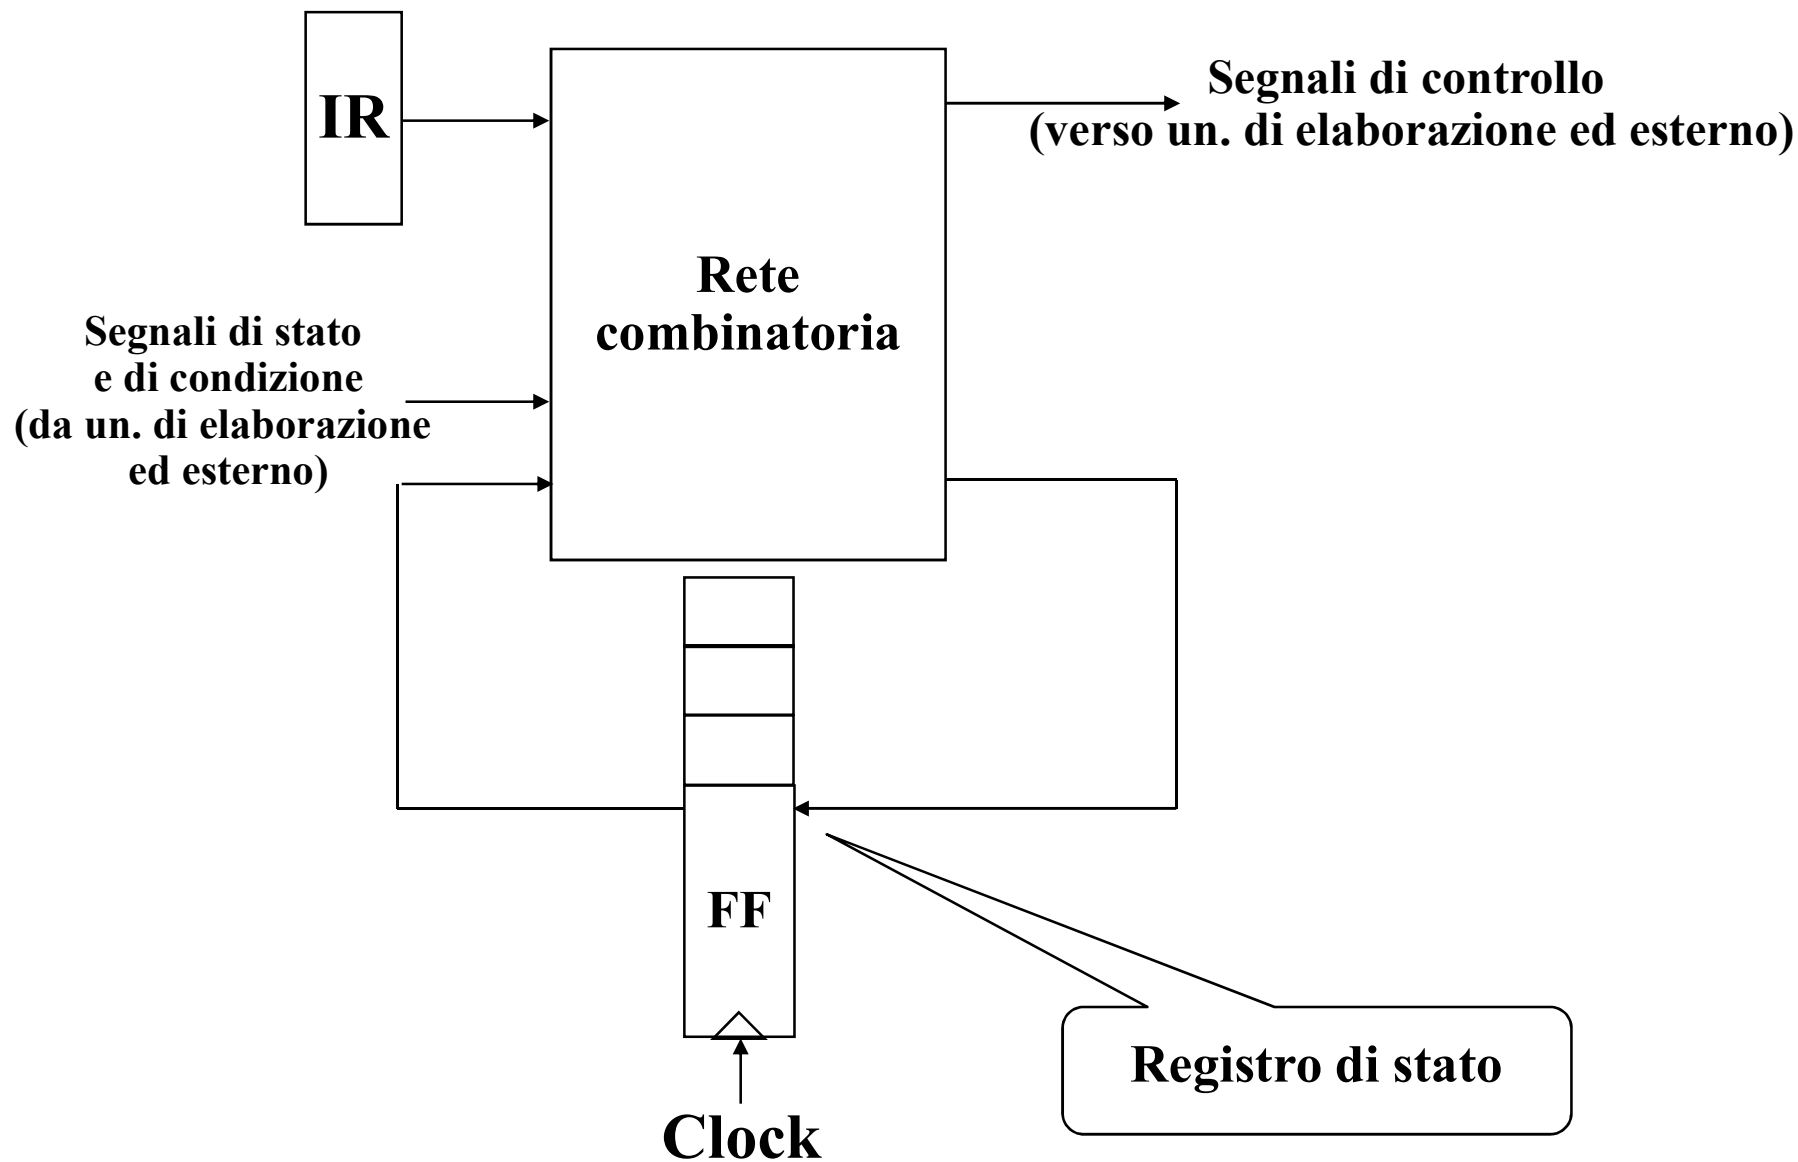 IR
Segnali di controllo
(verso un. di elaborazione ed esterno)
Rete
combinatoria
Segnali di stato
e di condizione
(da un. di elaborazione
ed esterno)
FF
Registro di stato
Clock